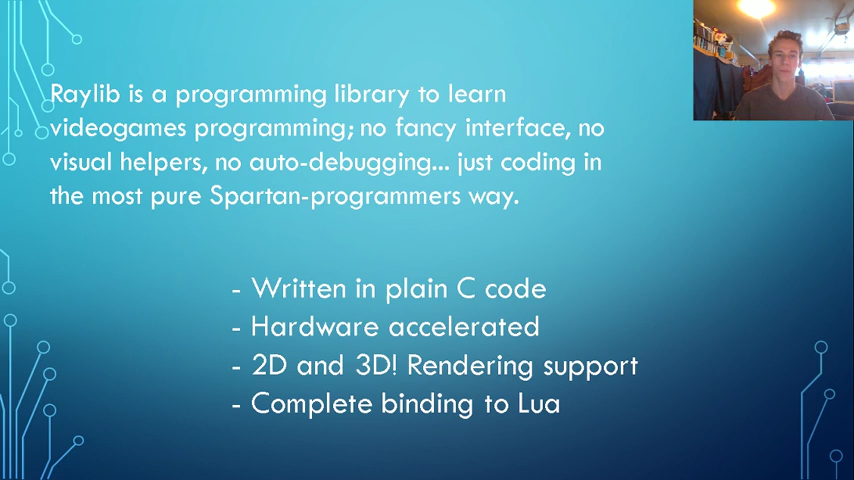 Raylib is a programming library to learn
videogames programming; no fancy interface, no
visual helpers, no auto-debugging... just coding in
the most pure Spartan-programmers way.
- Written in plain C code
- Hardware accelerated
- 2D and 3D! Rendering support
- Complete binding to Lua